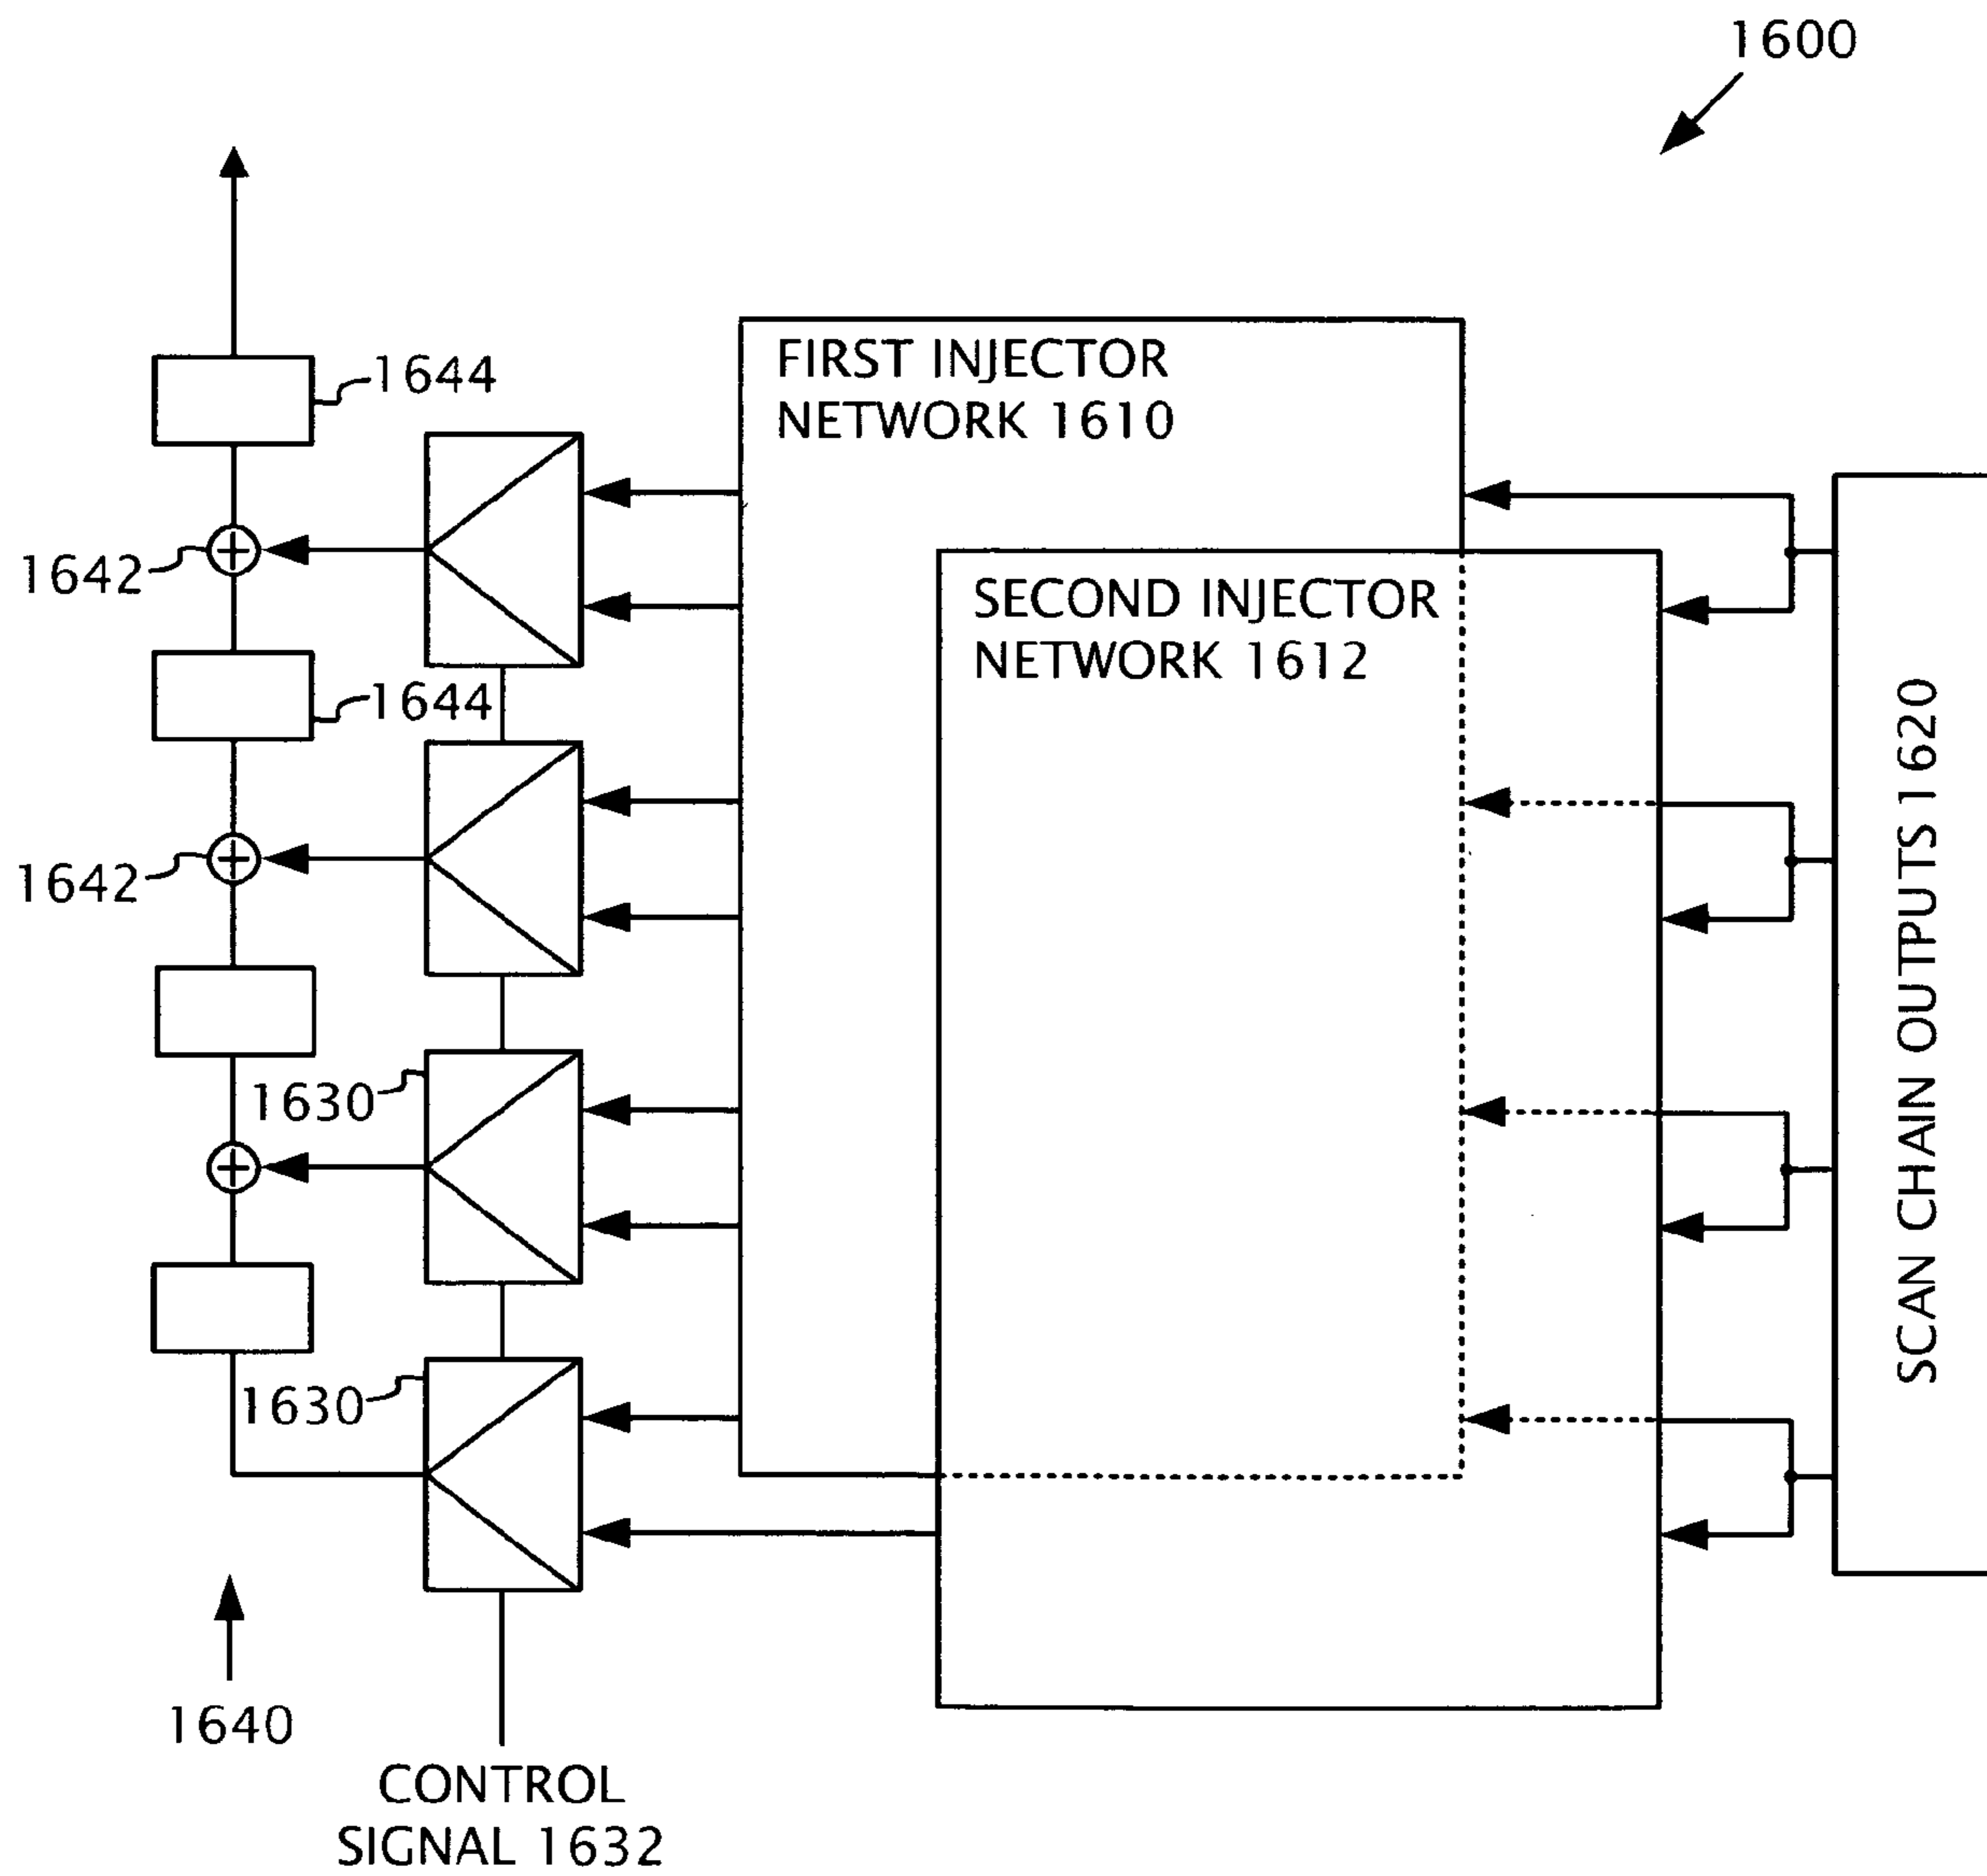 1600
FIRST INJECTOR
NETWORK 1610
1644
1642
SECOND INJECTOR
NETWORK 1612
1644
SCAN CHAIN OUTPUTS 1620
1642
1630
1630
1640
CONTROL
SIGNAL 1632